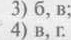 3) б, в;
4) в, г.